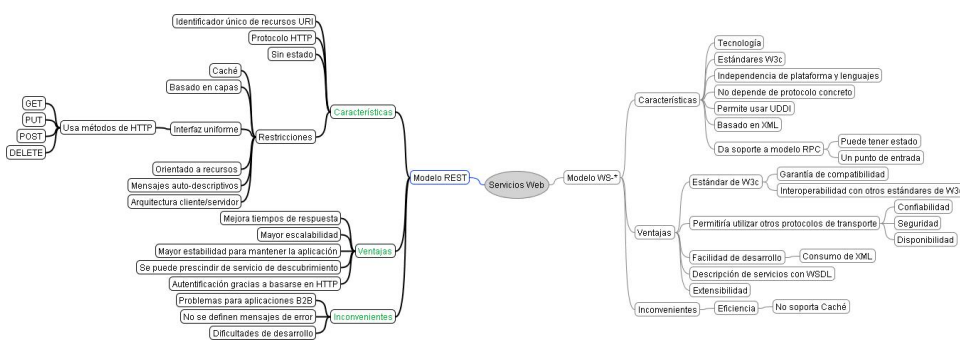 Identificador único de recursos URI
Protocolo HTTP
Sin estado
Caché
Basado en capas
GET
PUT
POST
DELETE
Usa métodos de HTTP
Interfaz uniforme
Restricciones
Características
Orientado a recursos
Mensajes auto-descriptivos
Arquitectura cliente/servidor
Modelo REST
Mejora tiempos de respuesta
Mayor escalabilidad
Mayor estabilidad para mantener la aplicación
Ventajas
Se puede prescindir de servicio de descubrimiento
Autentificación gracias a basarse en HTTP
Problemas para aplicaciones B2B
No se definen mensajes de error
Inconvenientes
Dificultades de desarrollo
Servicios Web
Modelo WS-*
Características
Tecnología
Estándares W3c
Independencia de plataforma y lenguajes
No depende de protocolo concreto
Permite usar UDDI
Basado en XML
Da soporte a modelo RPC
Puede tener estado
Un punto de entrada
Ventajas
Estándar de W3c
Garantía de compatibilidad
Interoperabilidad con otros estándares de W3c
Permitiría utilizar otros protocolos de transporte
Confiabilidad
Seguridad
Disponibilidad
Facilidad de desarrollo
Consumo de XML
Descripción de servicios con WSDL
Extensibilidad
Inconvenientes
Eficiencia
No soporta Caché